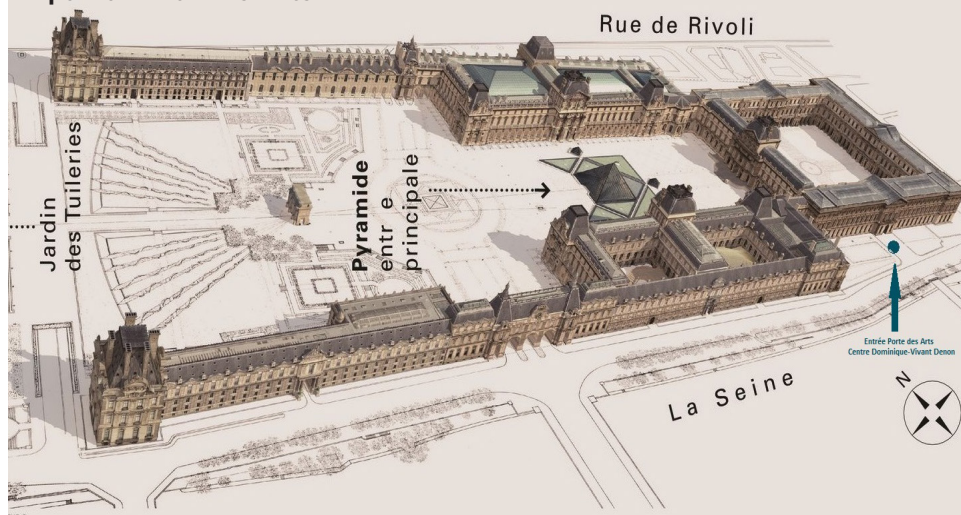 Rue de Rivoli
Jardin
des Tuileries
Pyramide
entr e
principale
La Seine
Entrée Porte des Arts
Centre Dominique-Vivant Denon
N